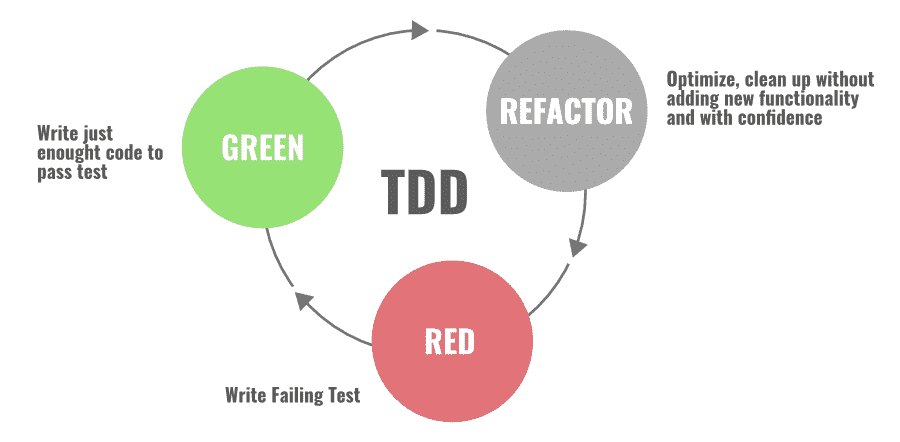 Optimize, clean up without
adding new functionality
and with confidence
REFACTOR
GREEN
Write just
enought code to
pass test
TDD
RED
Write Failing Test